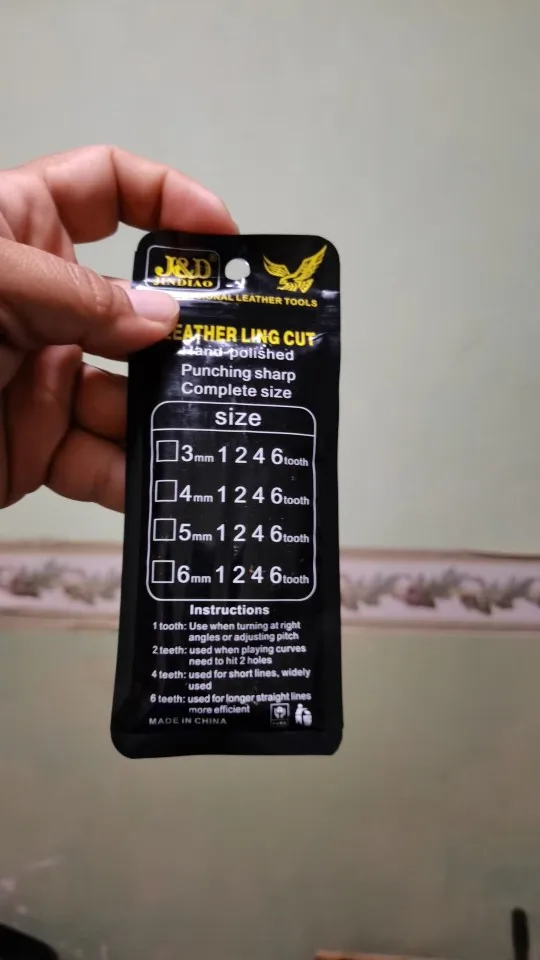 J&D®
JINDIAO
IONAL LEATHER TOOLS
LEATHER LING CUT
Hand-polished
Punching sharp
Complete size
size
3mm 1 2 4 6tooth
4mm 1 2 4 6tooth
5mm 1 2 4 6tooth
6mm 1 2 4 6tooth
Instructions
1 tooth: Use when turning at right
angles or adjusting pitch
2 teeth: used when playing curves
need to hit 2 holes
4 teeth: used for short lines, widely
used
6 teeth: used for longer straight lines
more efficient
MADE IN CHINA